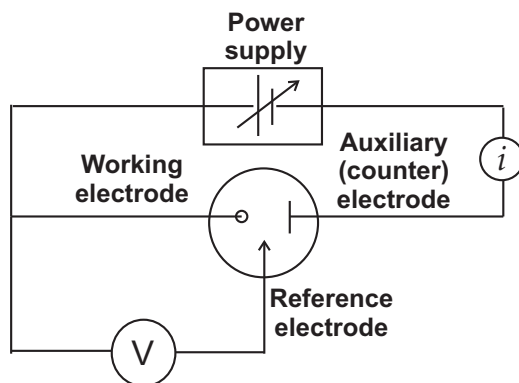 Power
supply
Working
electrode
Auxiliary
(counter)
electrode
i
Reference
electrode
V